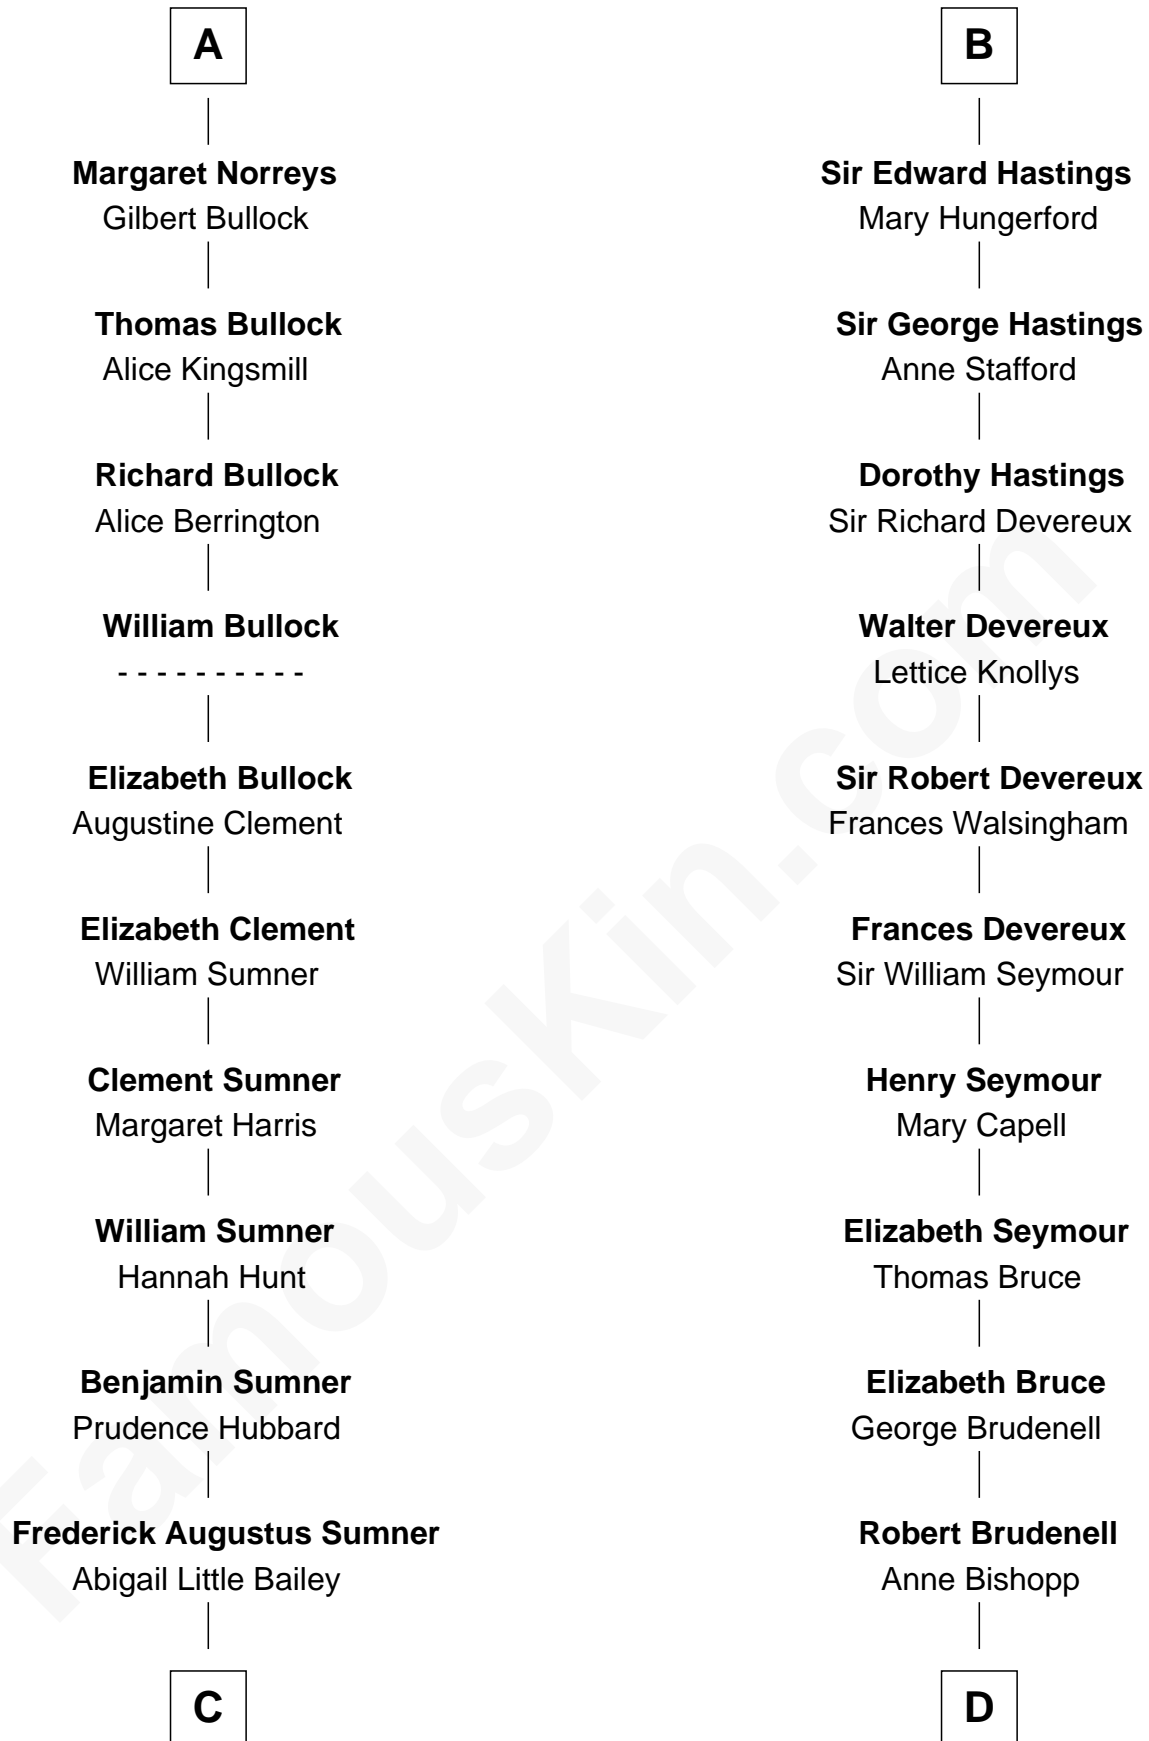 A
B
Margaret Norreys
Gilbert Bullock
Sir Edward Hastings
Mary Hungerford
Thomas Bullock
Alice Kingsmill
Sir George Hastings
Anne Stafford
Richard Bullock
Alice Berrington
Dorothy Hastings
Sir Richard Devereux
William Bullock
- - - - - - - - - -
Walter Devereux
Lettice Knollys
Elizabeth Bullock
Augustine Clement
Sir Robert Devereux
Frances Walsingham
Elizabeth Clement
William Sumner
Frances Devereux
Sir William Seymour
Clement Sumner
Margaret Harris
Henry Seymour
Mary Capell
William Sumner
Hannah Hunt
Elizabeth Seymour
Thomas Bruce
Benjamin Sumner
Prudence Hubbard
Elizabeth Bruce
George Brudenell
Frederick Augustus Sumner
Abigail Little Bailey
Robert Brudenell
Anne Bishopp
C
D
FamousKin.com